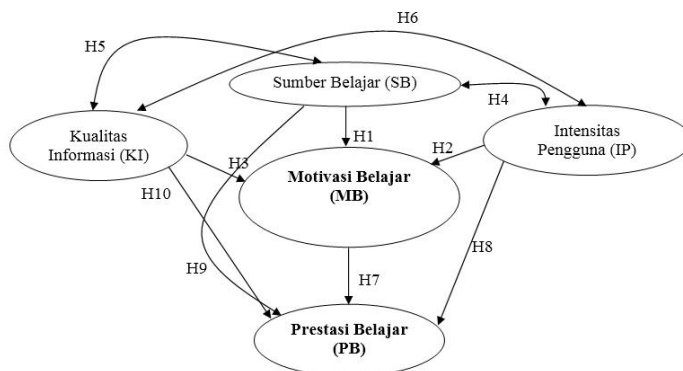 H6
H5
Sumber Belajar (SB)
H4
Kualitas
Informasi (KI)
Intensitas
Pengguna (IP)
H1
H2
H3
Motivasi Belajar
(MB)
H10
H9
H7
H8
Prestasi Belajar
(PB)